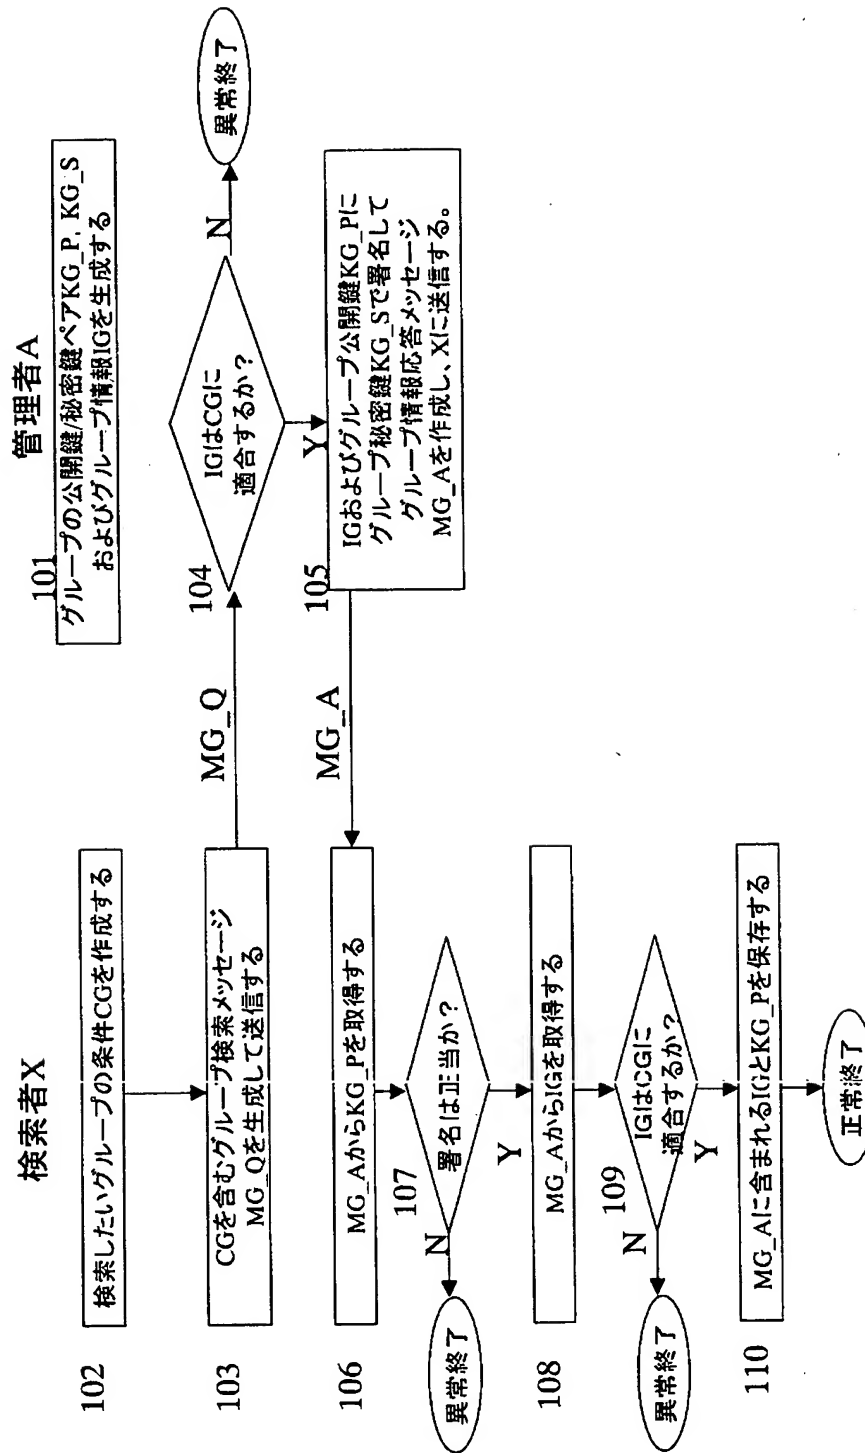 検索者X
管理者A
101
グループの公開鍵/秘密鍵ペアKG_P, KG_S
およびグループ情報IGを生成する
102
検索したいグループの条件CGを作成する
103
CGを含むグループ検索メッセージ
MG_Qを生成して送信する
MG_Q
104
IGはCGに
適合するか？
N
異常終了
Y
105
IGおよびグループ公開鍵KG_Pに
グループ秘密鍵KG_Sで署名して
グループ情報応答メッセージ
MG_Aを作成し、Xに送信する。
MG_A
106
MG_AからKG_Pを取得する
107
署名は正当か？
N
異常終了
Y
108
MG_AからIGを取得する
109
IGはCGに
適合するか？
N
異常終了
Y
110
MG_Aに含まれるIGとKG_Pを保存する
正常終了